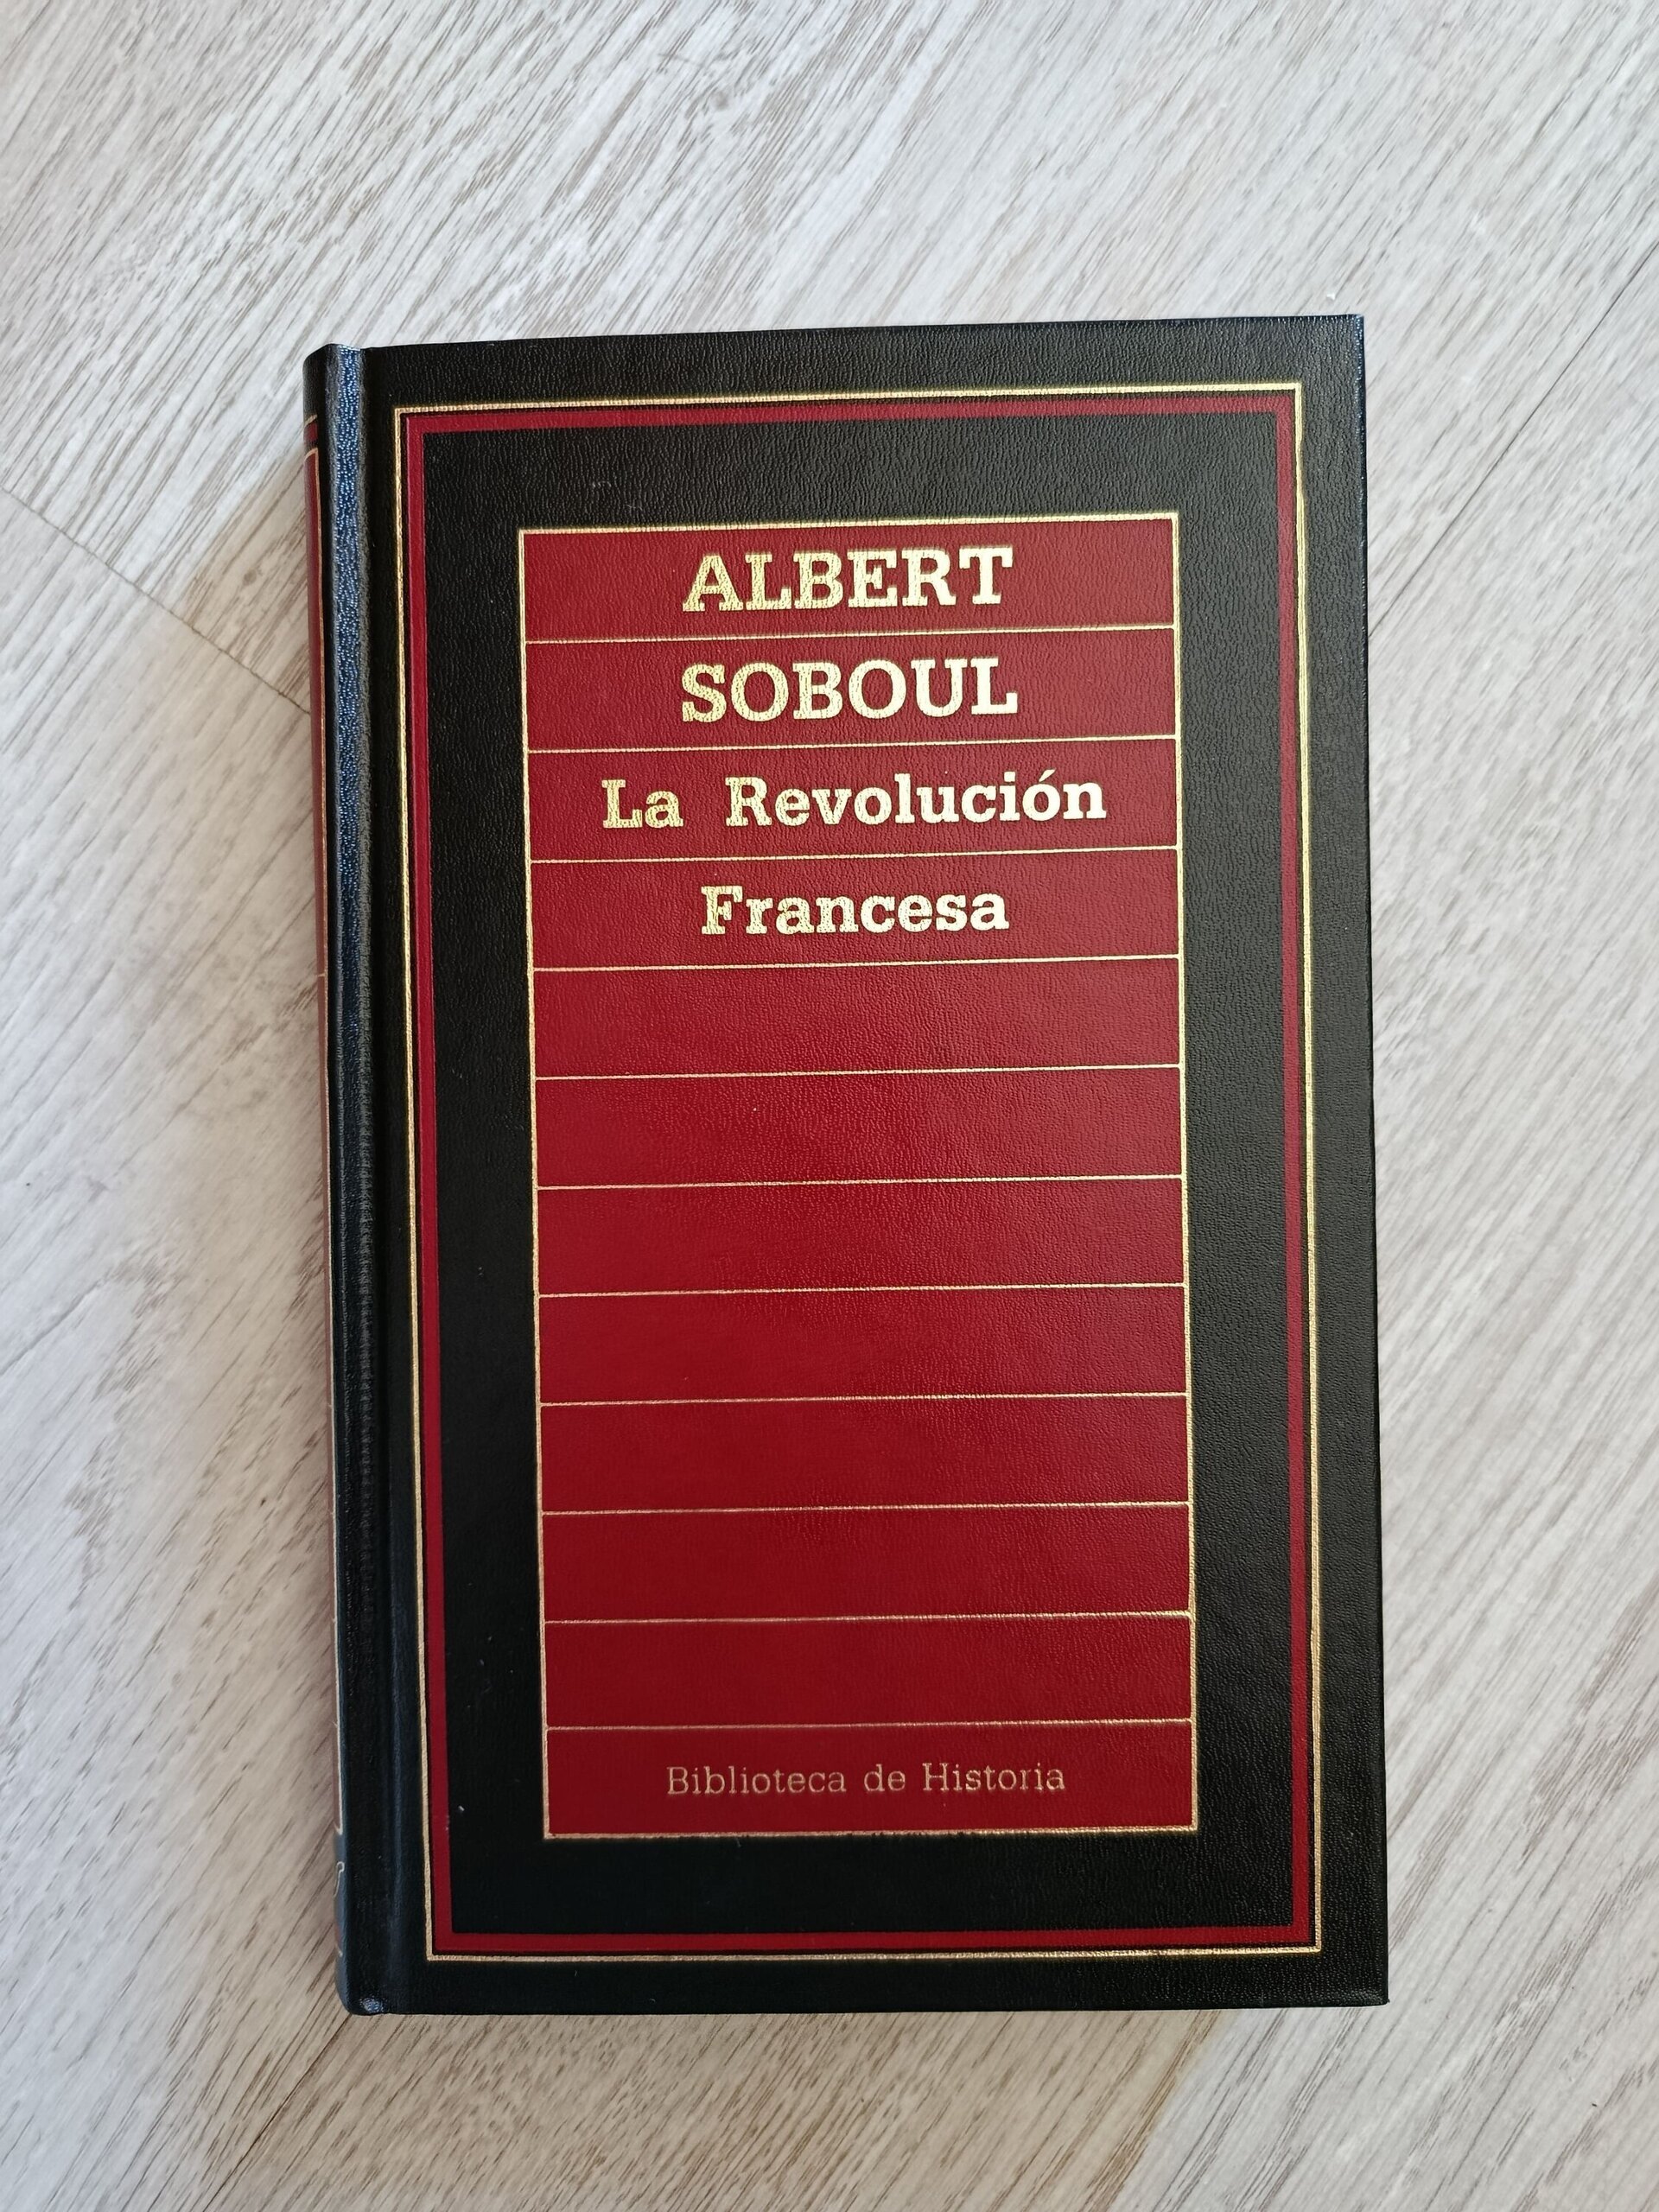 ALBERT
SOBOUL
La Revolución
Francesa
Biblioteca de Historia